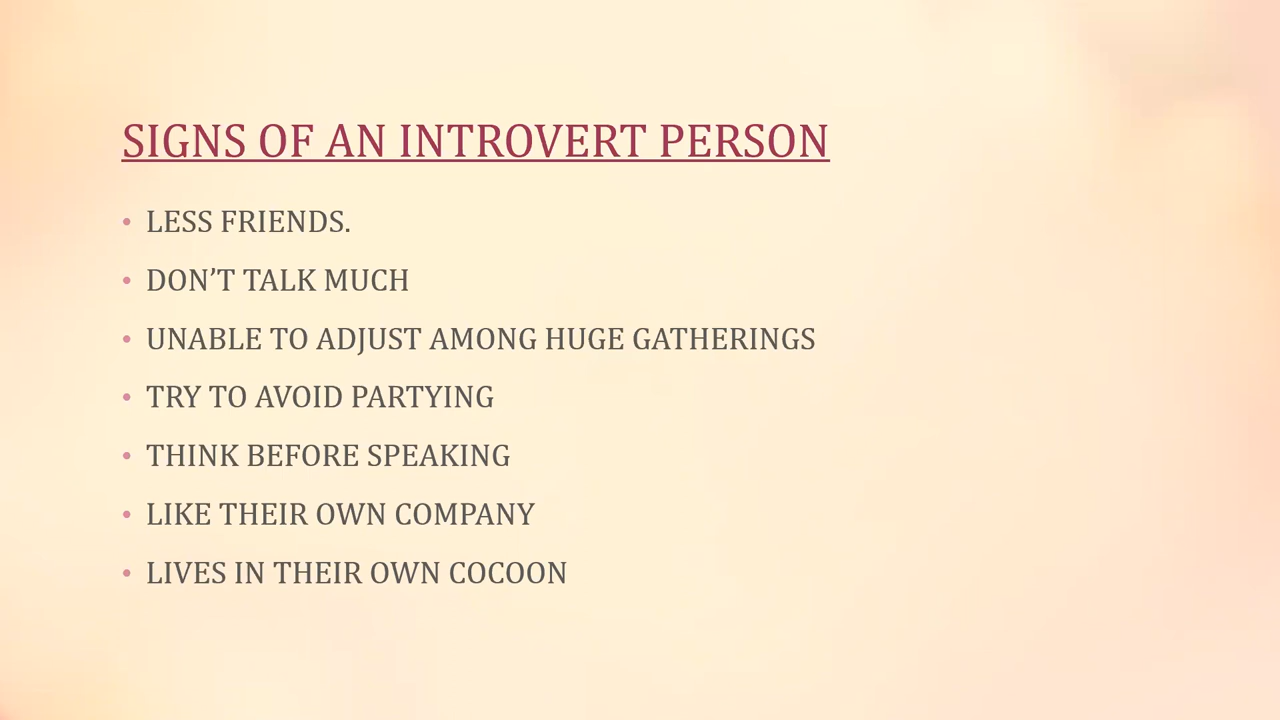 SIGNS OF AN INTROVERT PERSON
• LESS FRIENDS.
• DON’T TALK MUCH
• UNABLE TO ADJUST AMONG HUGE GATHERINGS
• TRY TO AVOID PARTYING
• THINK BEFORE SPEAKING
• LIKE THEIR OWN COMPANY
• LIVES IN THEIR OWN COCOON